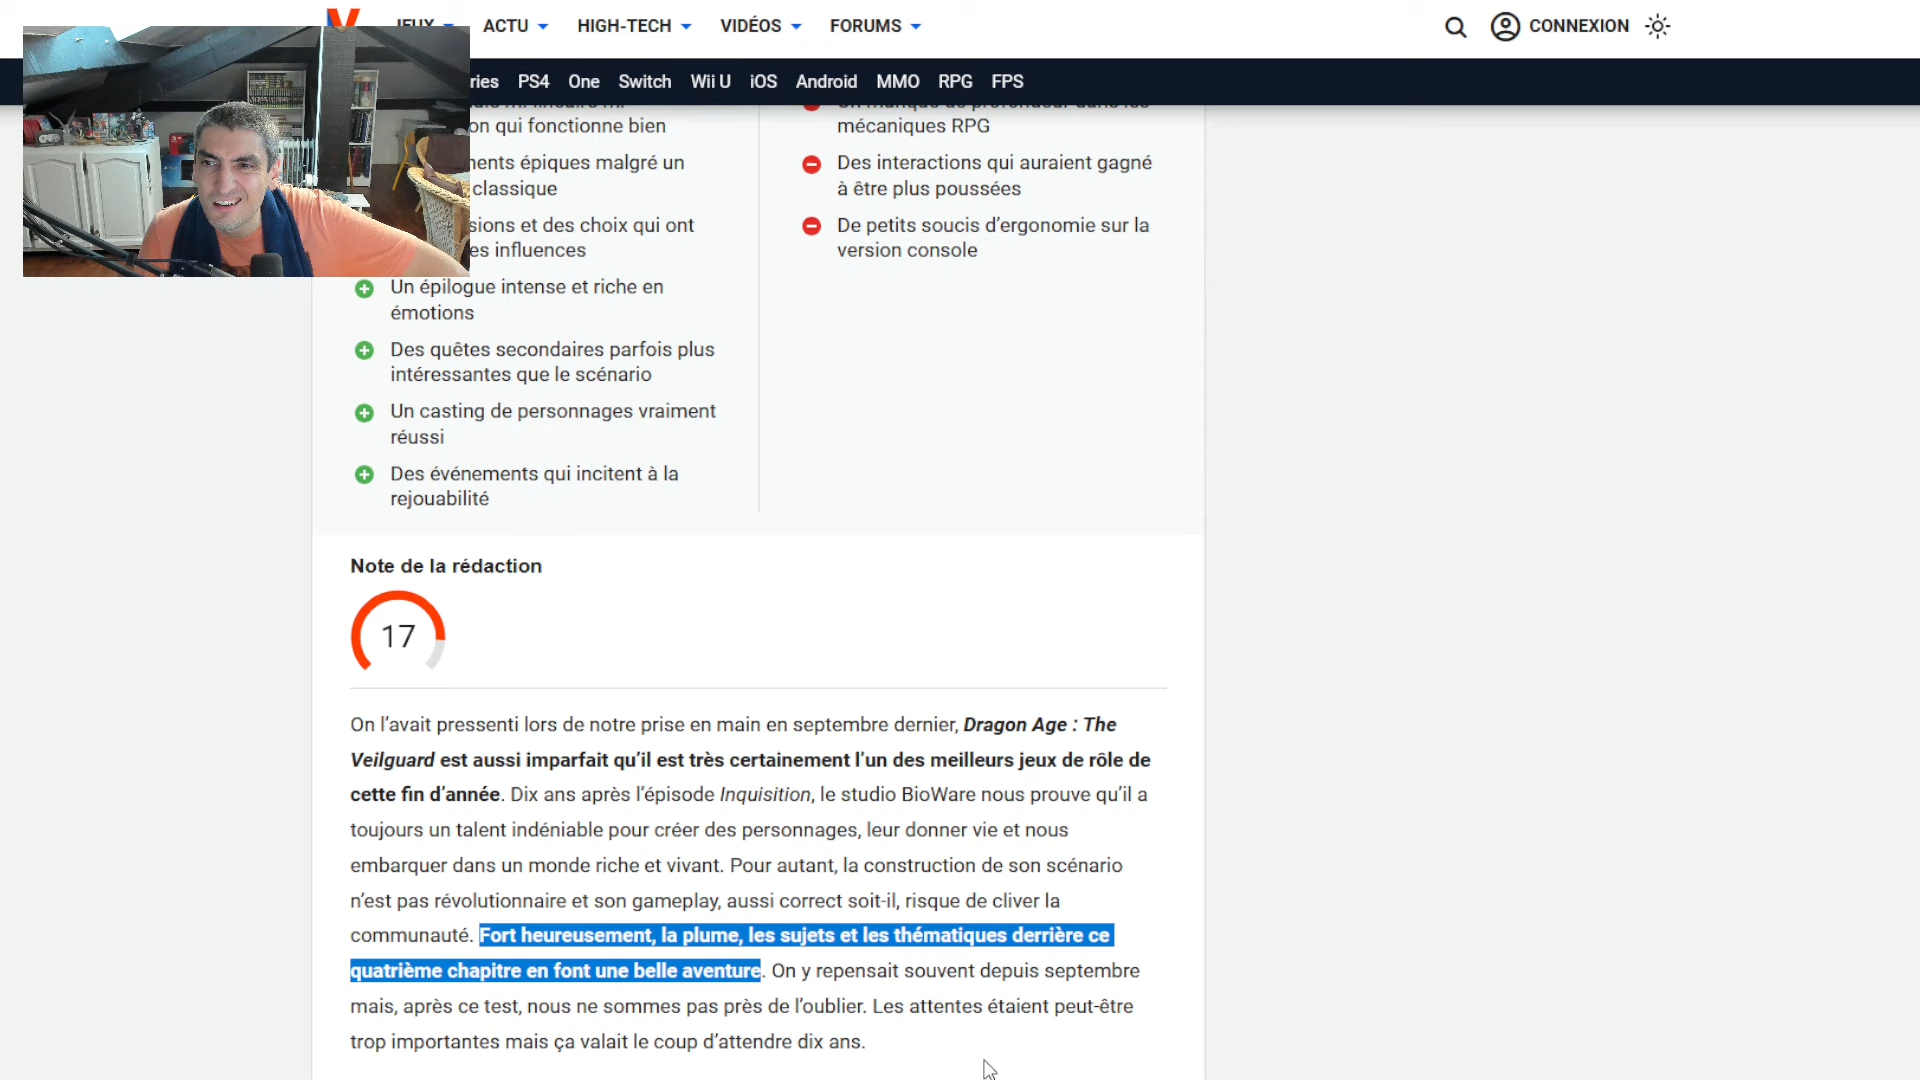 JEUX ACTU HIGH-TECH VIDÉOS FORUMS CONNEXION
ries PS4 One Switch Wii U iOS Android MMO RPG FPS
on qui fonctionne bien
ents épiques malgré un
classique
sions et des choix qui ont
es influences
Un épilogue intense et riche en
émotions
Des quêtes secondaires parfois plus
intéressantes que le scénario
Un casting de personnages vraiment
réussi
Des événements qui incitent à la
rejouabilité
Un manque de profondeur dans les
mécaniques RPG
Des interactions qui auraient gagné
à être plus poussées
De petits soucis d'ergonomie sur la
version console
Note de la rédaction
17
On l'avait pressenti lors de notre prise en main en septembre dernier, Dragon Age : The
Veilguard est aussi imparfait qu'il est très certainement l'un des meilleurs jeux de rôle de
cette fin d'année. Dix ans après l'épisode Inquisition, le studio BioWare nous prouve qu'il a
toujours un talent indéniable pour créer des personnages, leur donner vie et nous
embarquer dans un monde riche et vivant. Pour autant, la construction de son scénario
n'est pas révolutionnaire et son gameplay, aussi correct soit-il, risque de cliver la
communauté. Fort heureusement, la plume, les sujets et les thématiques derrière ce
quatrième chapitre en font une belle aventure. On y repensait souvent depuis septembre
mais, après ce test, nous ne sommes pas près de l'oublier. Les attentes étaient peut-être
trop importantes mais ça valait le coup d'attendre dix ans.